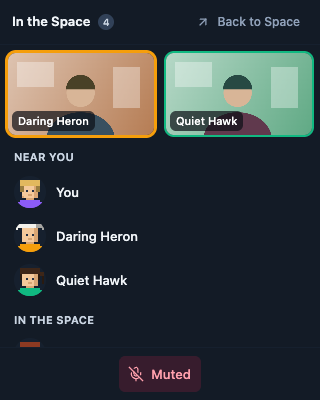 In the Space 4
Back to Space
Daring Heron
Quiet Hawk
NEAR YOU
You
Daring Heron
Quiet Hawk
IN THE SPACE
Muted